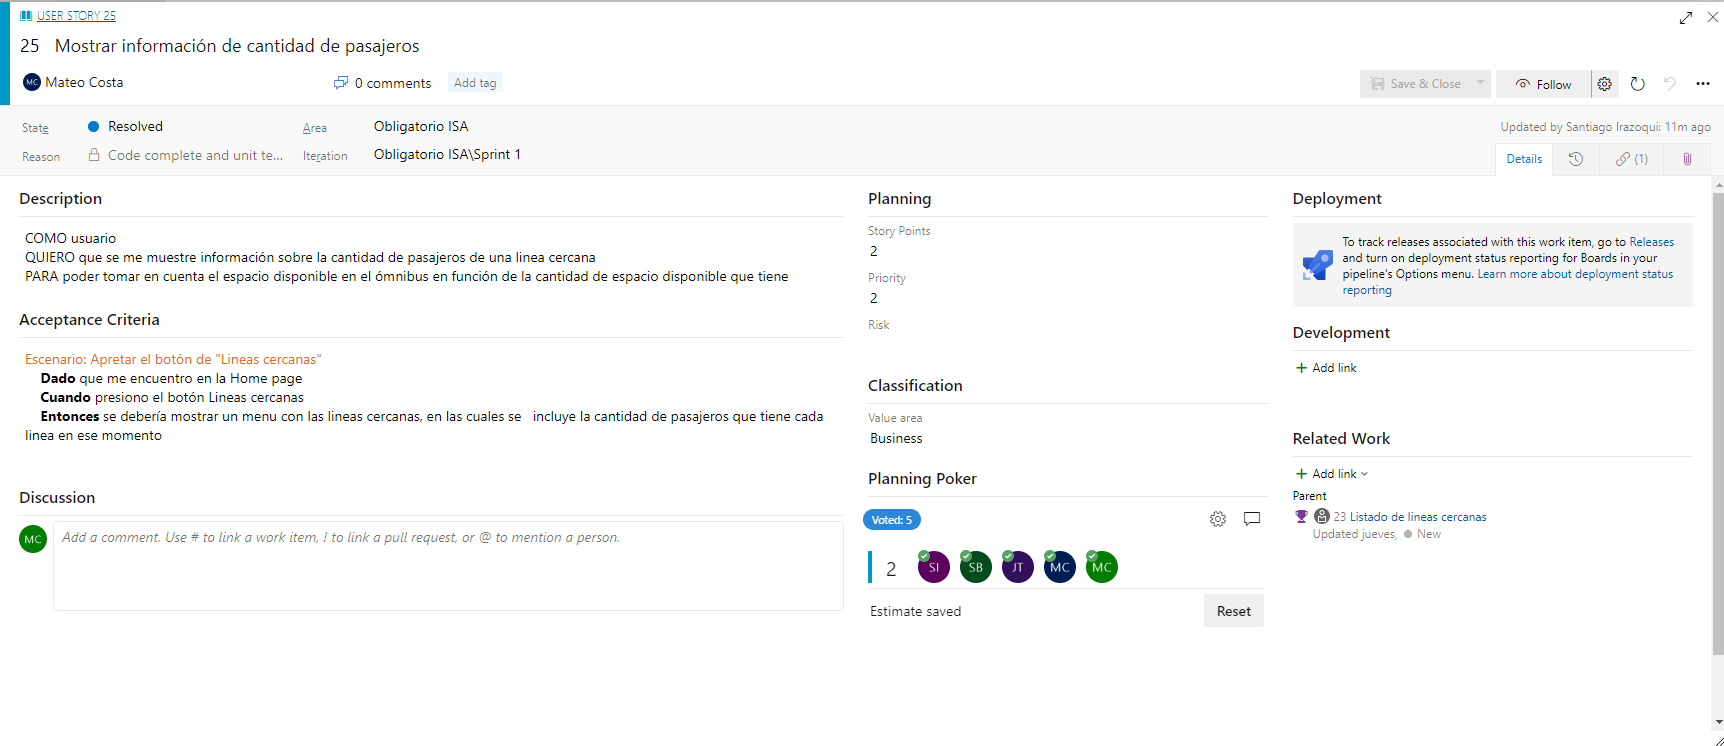 USER STORY 25
25 Mostrar información de cantidad de pasajeros
MC Mateo Costa
0 comments
Add tag
Save & Close
Follow
State
Resolved
Area
Obligatorio ISA
Updated by Santiago Irazoqui: 11m ago
Reason
Code complete and unit te...
Iteration
Obligatorio ISA\Sprint 1
Details
(1)
Description
COMO usuario
QUIERO que se me muestre información sobre la cantidad de pasajeros de una linea cercana
PARA poder tomar en cuenta el espacio disponible en el ómnibus en función de la cantidad de espacio disponible que tiene
Acceptance Criteria
Escenario: Apretar el botón de "Lineas cercanas"
Dado que me encuentro en la Home page
Cuando presiono el botón Lineas cercanas
Entonces se debería mostrar un menu con las lineas cercanas, en las cuales se incluye la cantidad de pasajeros que tiene cada
linea en ese momento
Discussion
MC
Add a comment. Use # to link a work item, ! to link a pull request, or @ to mention a person.
Planning
Story Points
2
Priority
2
Risk
Classification
Value area
Business
Planning Poker
Voted: 5
2 SI SB JT MC MC
Estimate saved
Reset
Deployment
To track releases associated with this work item, go to Releases
and turn on deployment status reporting for Boards in your
pipeline's Options menu. Learn more about deployment status
reporting
Development
Add link
Related Work
Add link
Parent
23 Listado de lineas cercanas
Updated jueves, New